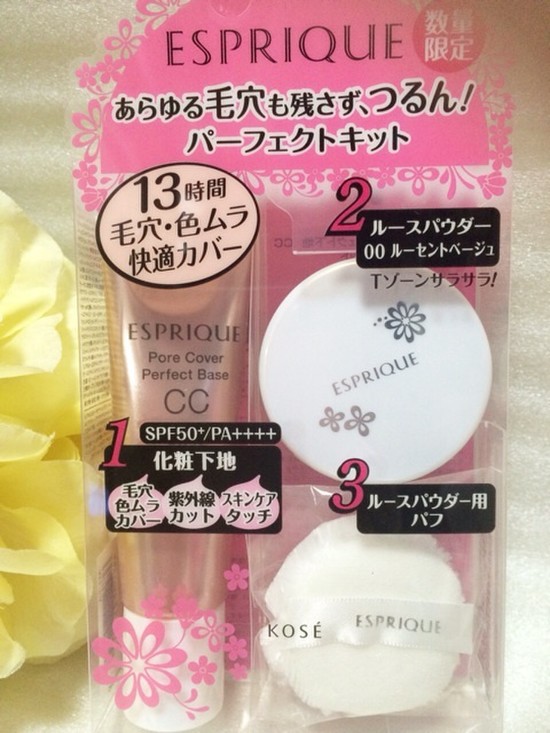 ESPRIQUE
数量
限定
あらゆる毛穴も残さず、つるん!
パーフェクトキット
13時間
毛穴・色ムラ
快適カバー
2
ルースパウダー
00 ルーセントベージュ
Tゾーンサラサラ!
ESPRIQUE
Pore Cover
Perfect Base
CC
ESPRIQUE
1
SPF50+/PA++++
化粧下地
毛穴
色ムラ
カバー
紫外線
カット
スキンケア
タッチ
3
ルースパウダー用
パフ
KOSÉ
ESPRIQUE